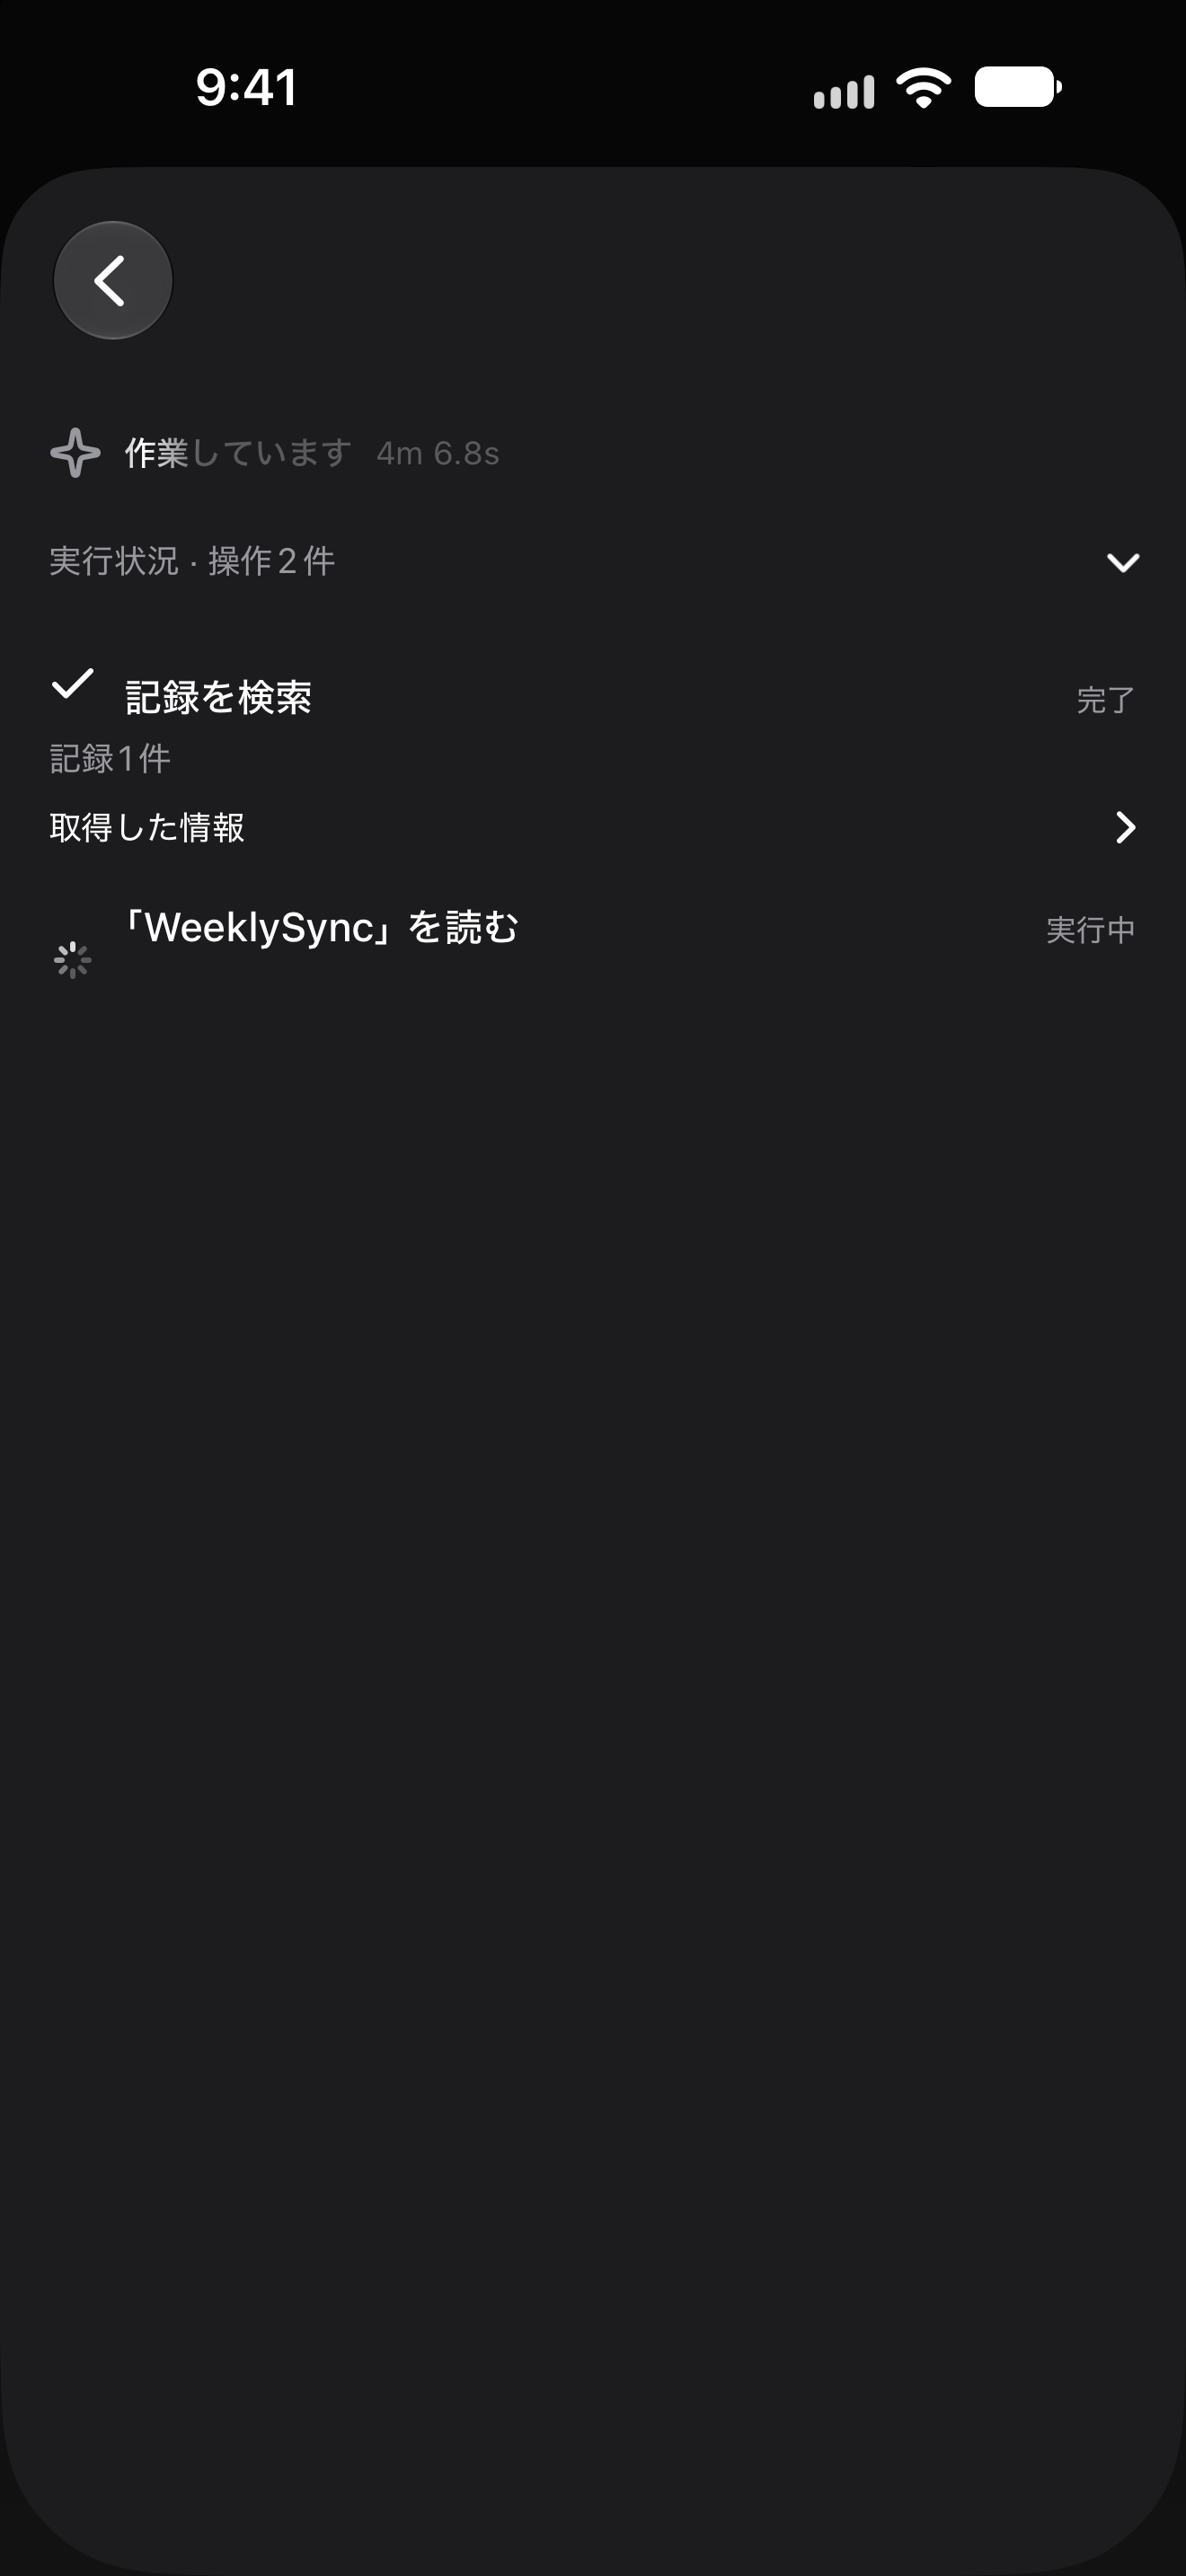 9:41
作業しています 4m 6.8s
実行状況 · 操作2件
記録を検索 完了
記録1件
取得した情報
「WeeklySync」を読む 実行中